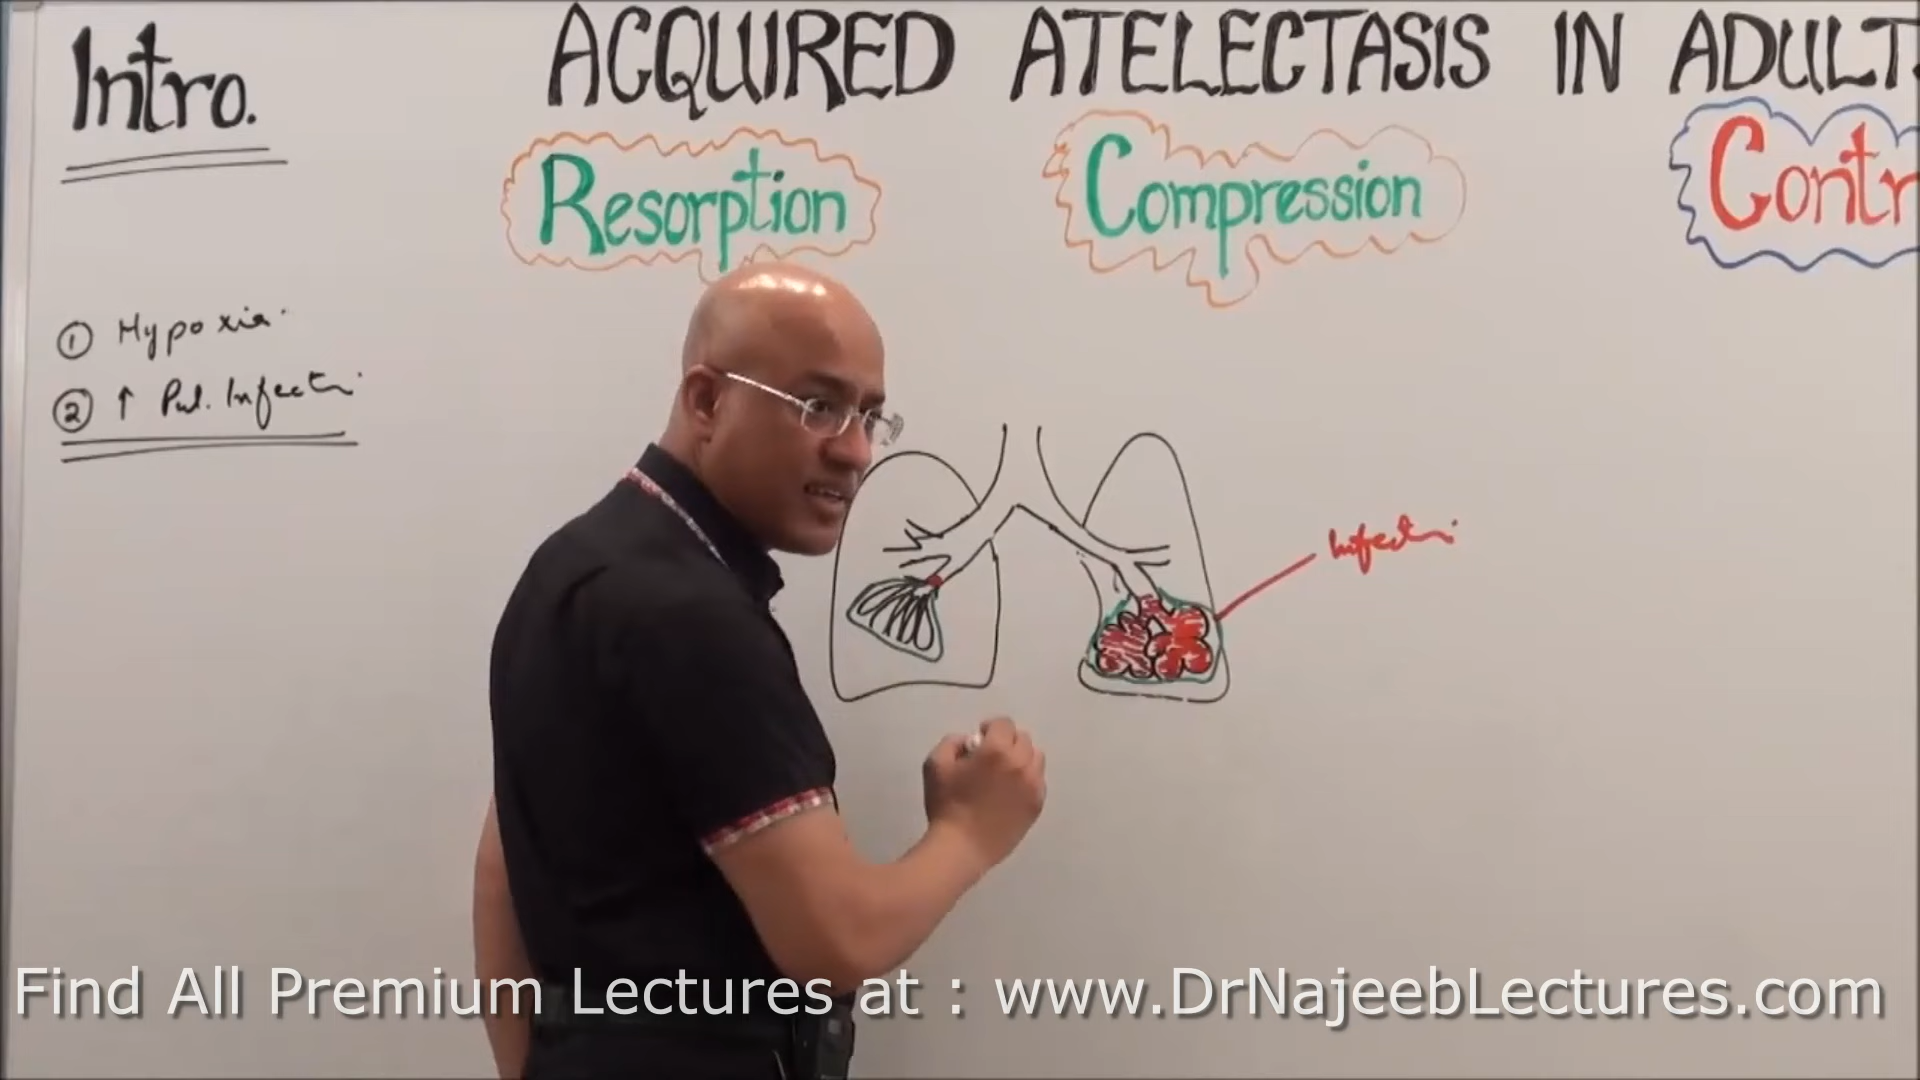 Intro.
ACQUIRED ATELECTASIS IN ADULT
Resorption
Compression
Contr
① Hypoxia.
② ↑ Pul. Infecti
Infecti
Find All Premium Lectures at : www.DrNajeebLectures.com